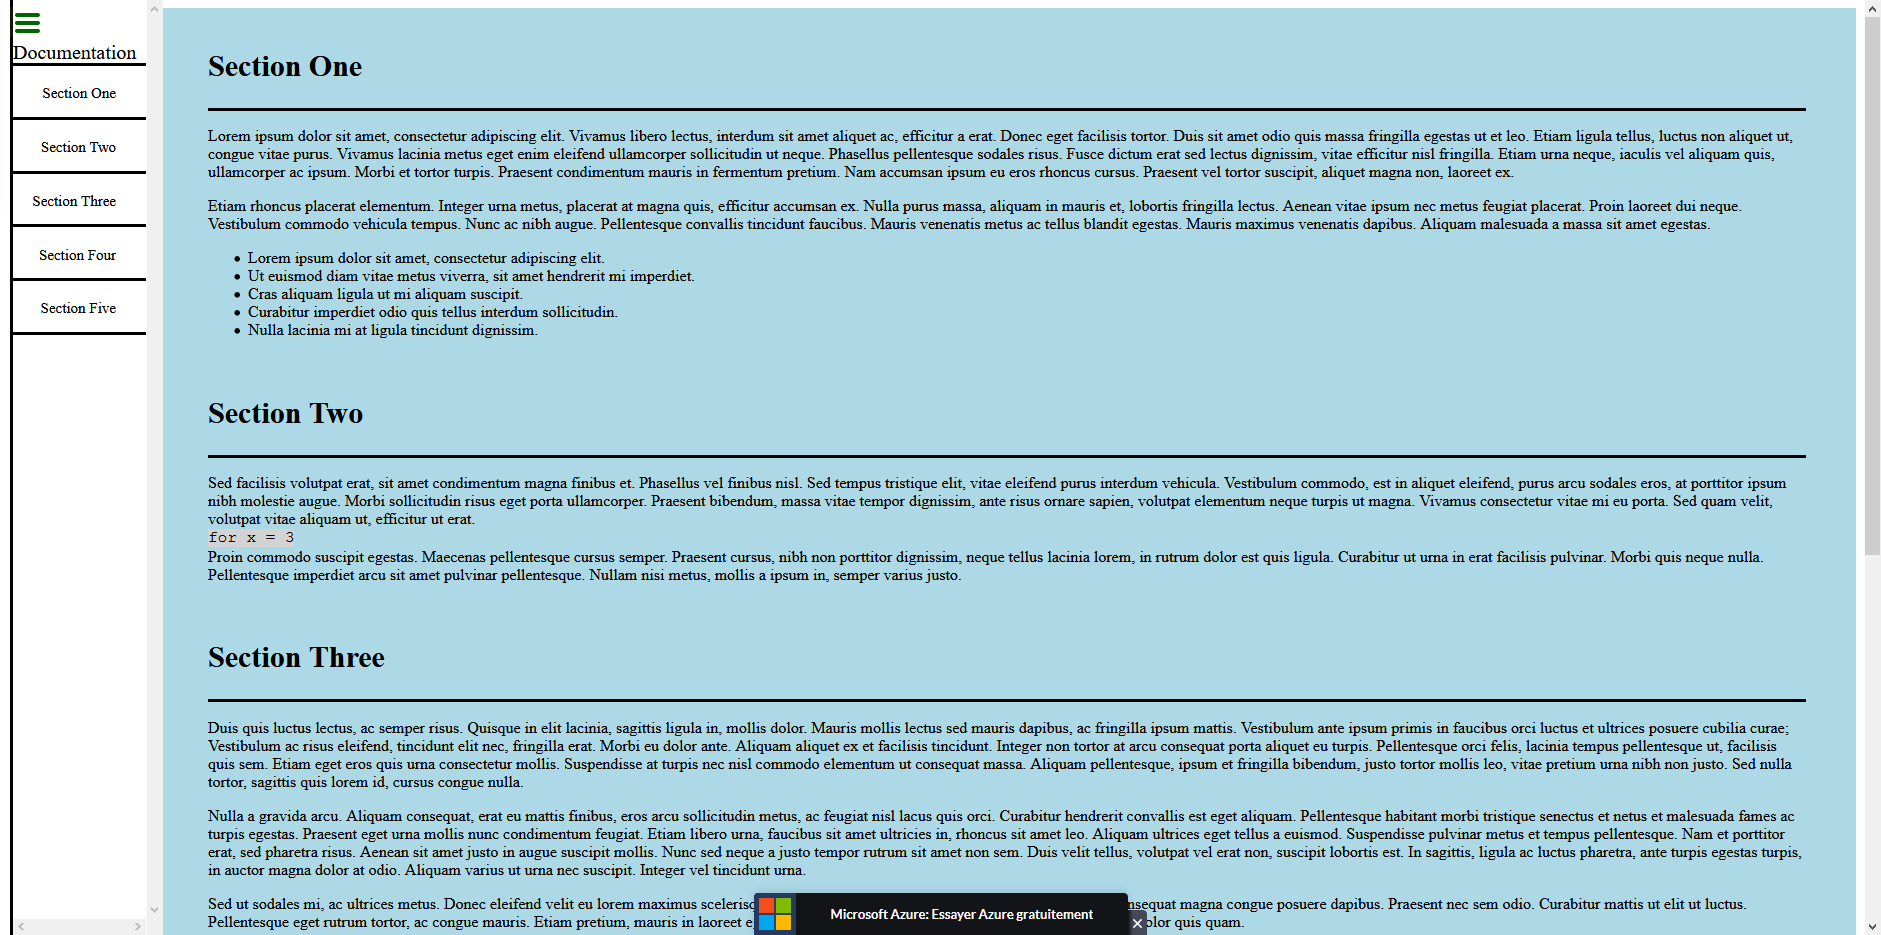 Documentation
Section One
Section Two
Section Three
Section Four
Section Five
Section One
Lorem ipsum dolor sit amet, consectetur adipiscing elit. Vivamus libero lectus, interdum sit amet aliquet ac, efficitur a erat. Donec eget facilisis tortor. Duis sit amet odio quis massa fringilla egestas ut et leo. Etiam ligula tellus, luctus non aliquet ut,
congue vitae purus. Vivamus lacinia metus eget enim eleifend ullamcorper sollicitudin ut neque. Phasellus pellentesque sodales risus. Fusce dictum erat sed lectus dignissim, vitae efficitur nisl fringilla. Etiam urna neque, iaculis vel aliquam quis,
ullamcorper ac ipsum. Morbi et tortor turpis. Praesent condimentum mauris in fermentum pretium. Nam accumsan ipsum eu eros rhoncus cursus. Praesent vel tortor suscipit, aliquet magna non, laoreet ex.
Etiam rhoncus placerat elementum. Integer urna metus, placerat at magna quis, efficitur accumsan ex. Nulla purus massa, aliquam in mauris et, lobortis fringilla lectus. Aenean vitae ipsum nec metus feugiat placerat. Proin laoreet dui neque.
Vestibulum commodo vehicula tempus. Nunc ac nibh augue. Pellentesque convallis tincidunt faucibus. Mauris venenatis metus ac tellus blandit egestas. Mauris maximus venenatis dapibus. Aliquam malesuada a massa sit amet egestas.
• Lorem ipsum dolor sit amet, consectetur adipiscing elit.
• Ut euismod diam vitae metus viverra, sit amet hendrerit mi imperdiet.
• Cras aliquam ligula ut mi aliquam suscipit.
• Curabitur imperdiet odio quis tellus interdum sollicitudin.
• Nulla lacinia mi at ligula tincidunt dignissim.
Section Two
Sed facilisis volutpat erat, sit amet condimentum magna finibus et. Phasellus vel finibus nisl. Sed tempus tristique elit, vitae eleifend purus interdum vehicula. Vestibulum commodo, est in aliquet eleifend, purus arcu sodales eros, at porttitor ipsum
nibh molestie augue. Morbi sollicitudin risus eget porta ullamcorper. Praesent bibendum, massa vitae tempor dignissim, ante risus ornare sapien, volutpat elementum neque turpis ut magna. Vivamus consectetur vitae mi eu porta. Sed quam velit,
volutpat vitae aliquam ut, efficitur ut erat.
for x = 3
Proin commodo suscipit egestas. Maecenas pellentesque cursus semper. Praesent cursus, nibh non porttitor dignissim, neque tellus lacinia lorem, in rutrum dolor est quis ligula. Curabitur ut urna in erat facilisis pulvinar. Morbi quis neque nulla.
Pellentesque imperdiet arcu sit amet pulvinar pellentesque. Nullam nisi metus, mollis a ipsum in, semper varius justo.
Section Three
Duis quis luctus lectus, ac semper risus. Quisque in elit lacinia, sagittis ligula in, mollis dolor. Mauris mollis lectus sed mauris dapibus, ac fringilla ipsum mattis. Vestibulum ante ipsum primis in faucibus orci luctus et ultrices posuere cubilia curae;
Vestibulum ac risus eleifend, tincidunt elit nec, fringilla erat. Morbi eu dolor ante. Aliquam aliquet ex et facilisis tincidunt. Integer non tortor at arcu consequat porta aliquet eu turpis. Pellentesque orci felis, lacinia tempus pellentesque ut, facilisis
quis sem. Etiam eget eros quis urna consectetur mollis. Suspendisse at turpis nec nisl commodo elementum ut consequat massa. Aliquam pellentesque, ipsum et fringilla bibendum, justo tortor mollis leo, vitae pretium urna nibh non justo. Sed nulla
tortor, sagittis quis lorem id, cursus congue nulla.
Nulla a gravida arcu. Aliquam consequat, erat eu mattis finibus, eros arcu sollicitudin metus, ac feugiat nisl lacus quis orci. Curabitur hendrerit convallis est eget aliquam. Pellentesque habitant morbi tristique senectus et netus et malesuada fames ac
turpis egestas. Praesent eget urna mollis nunc condimentum feugiat. Etiam libero urna, faucibus sit amet ultricies in, rhoncus sit amet leo. Aliquam ultrices eget tellus a euismod. Suspendisse pulvinar metus et tempus pellentesque. Nam et porttitor
erat, sed pharetra risus. Aenean sit amet justo in augue suscipit mollis. Nunc sed neque a justo tempor rutrum sit amet non sem. Duis velit tellus, volutpat vel erat non, suscipit lobortis est. In sagittis, ligula ac luctus pharetra, ante turpis egestas turpis,
in auctor magna dolor at odio. Aliquam varius ut urna nec suscipit. Integer vel tincidunt urna.
Sed ut sodales mi, ac ultrices metus. Donec eleifend velit eu lorem maximus magna congue posuere dapibus. Praesent nec sem odio. Curabitur mattis ut elit ut luctus.
Pellentesque eget rutrum tortor, ac congue mauris. Etiam pretium, mauris in laoreet quis quam.
Microsoft Azure: Essayer Azure gratuitement